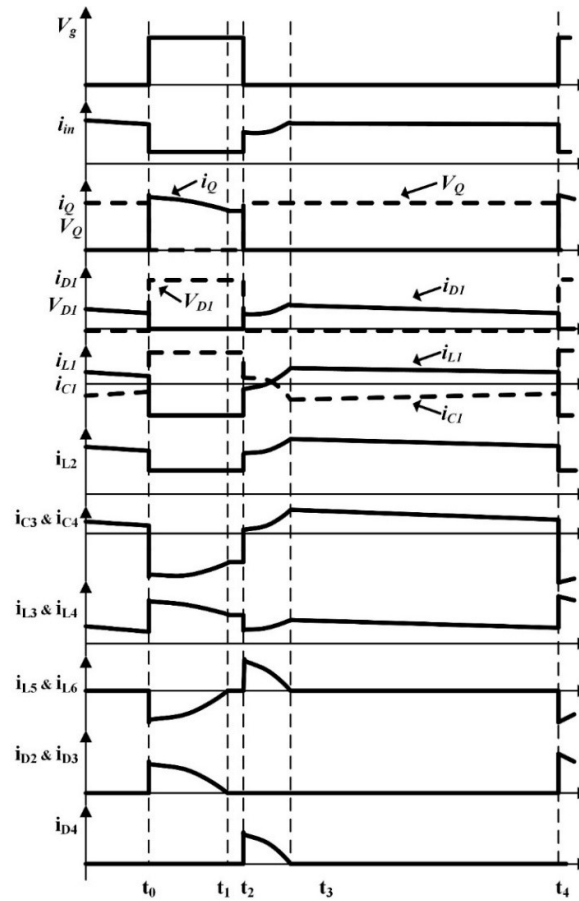 V_g
i_in
i_Q
V_Q
i_Q
V_Q
i_D1
i_D1
V_D1
V_D1
i_L1
i_L1
i_C1
i_C1
i_L2
i_C3 & i_C4
i_L3 & i_L4
i_L5 & i_L6
i_D2 & i_D3
i_D4
t_0 t_1 t_2 t_3 t_4